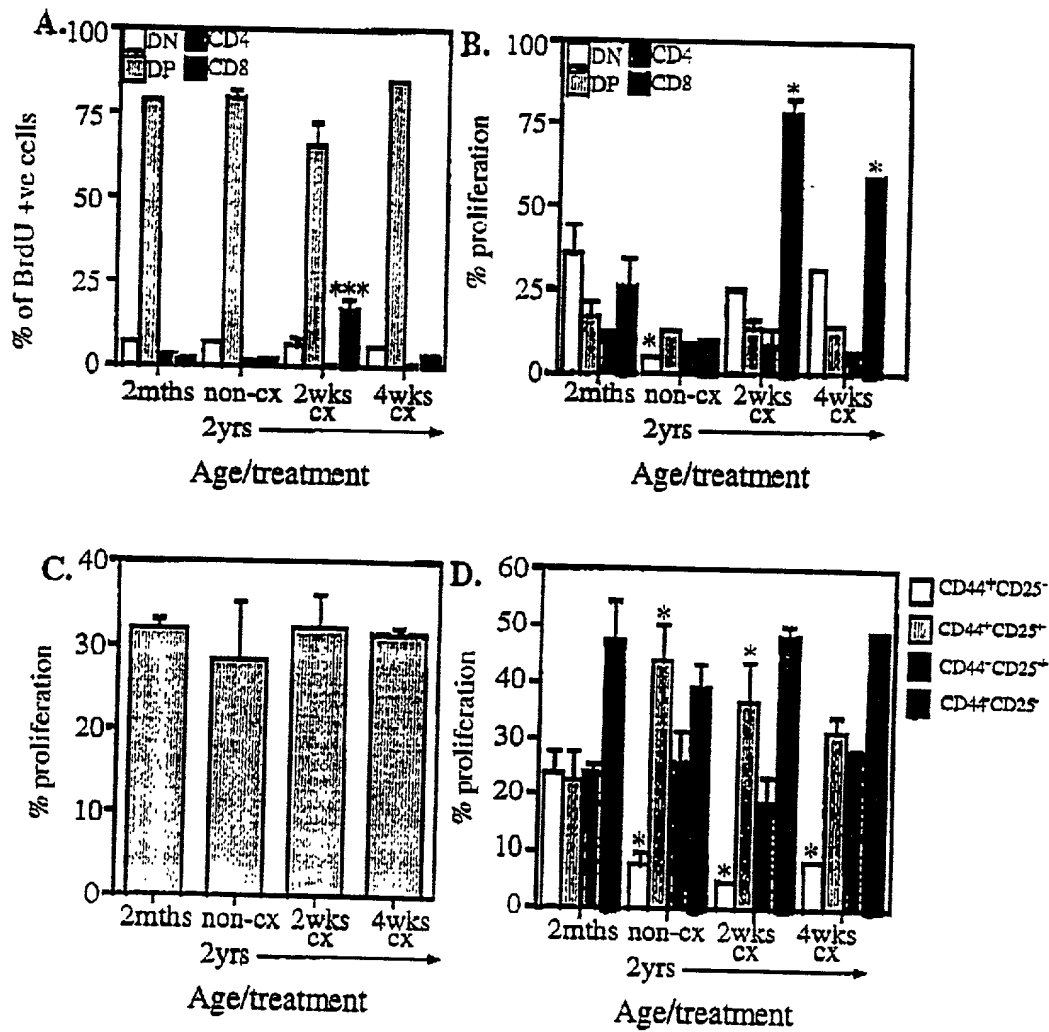 A.
100
75
50
25
0
% of BrdU +ve cells
DN CD4
DP CD8
***
2mths non-cx 2wks cx 4wks cx
2yrs
Age/treatment
B.
100
75
50
25
0
% proliferation
DN CD4
DP CD8
*
*
*
2mths non-cx 2wks cx 4wks cx
2yrs
Age/treatment
C.
40
30
20
10
0
% proliferation
2mths non-cx 2wks cx 4wks cx
2yrs
Age/treatment
D.
60
50
40
30
20
10
0
% proliferation
*
*
*
*
*
2mths non-cx 2wks cx 4wks cx
2yrs
Age/treatment
CD44⁺CD25⁻
CD44⁺CD25⁺
CD44⁻CD25⁺
CD44⁻CD25⁻